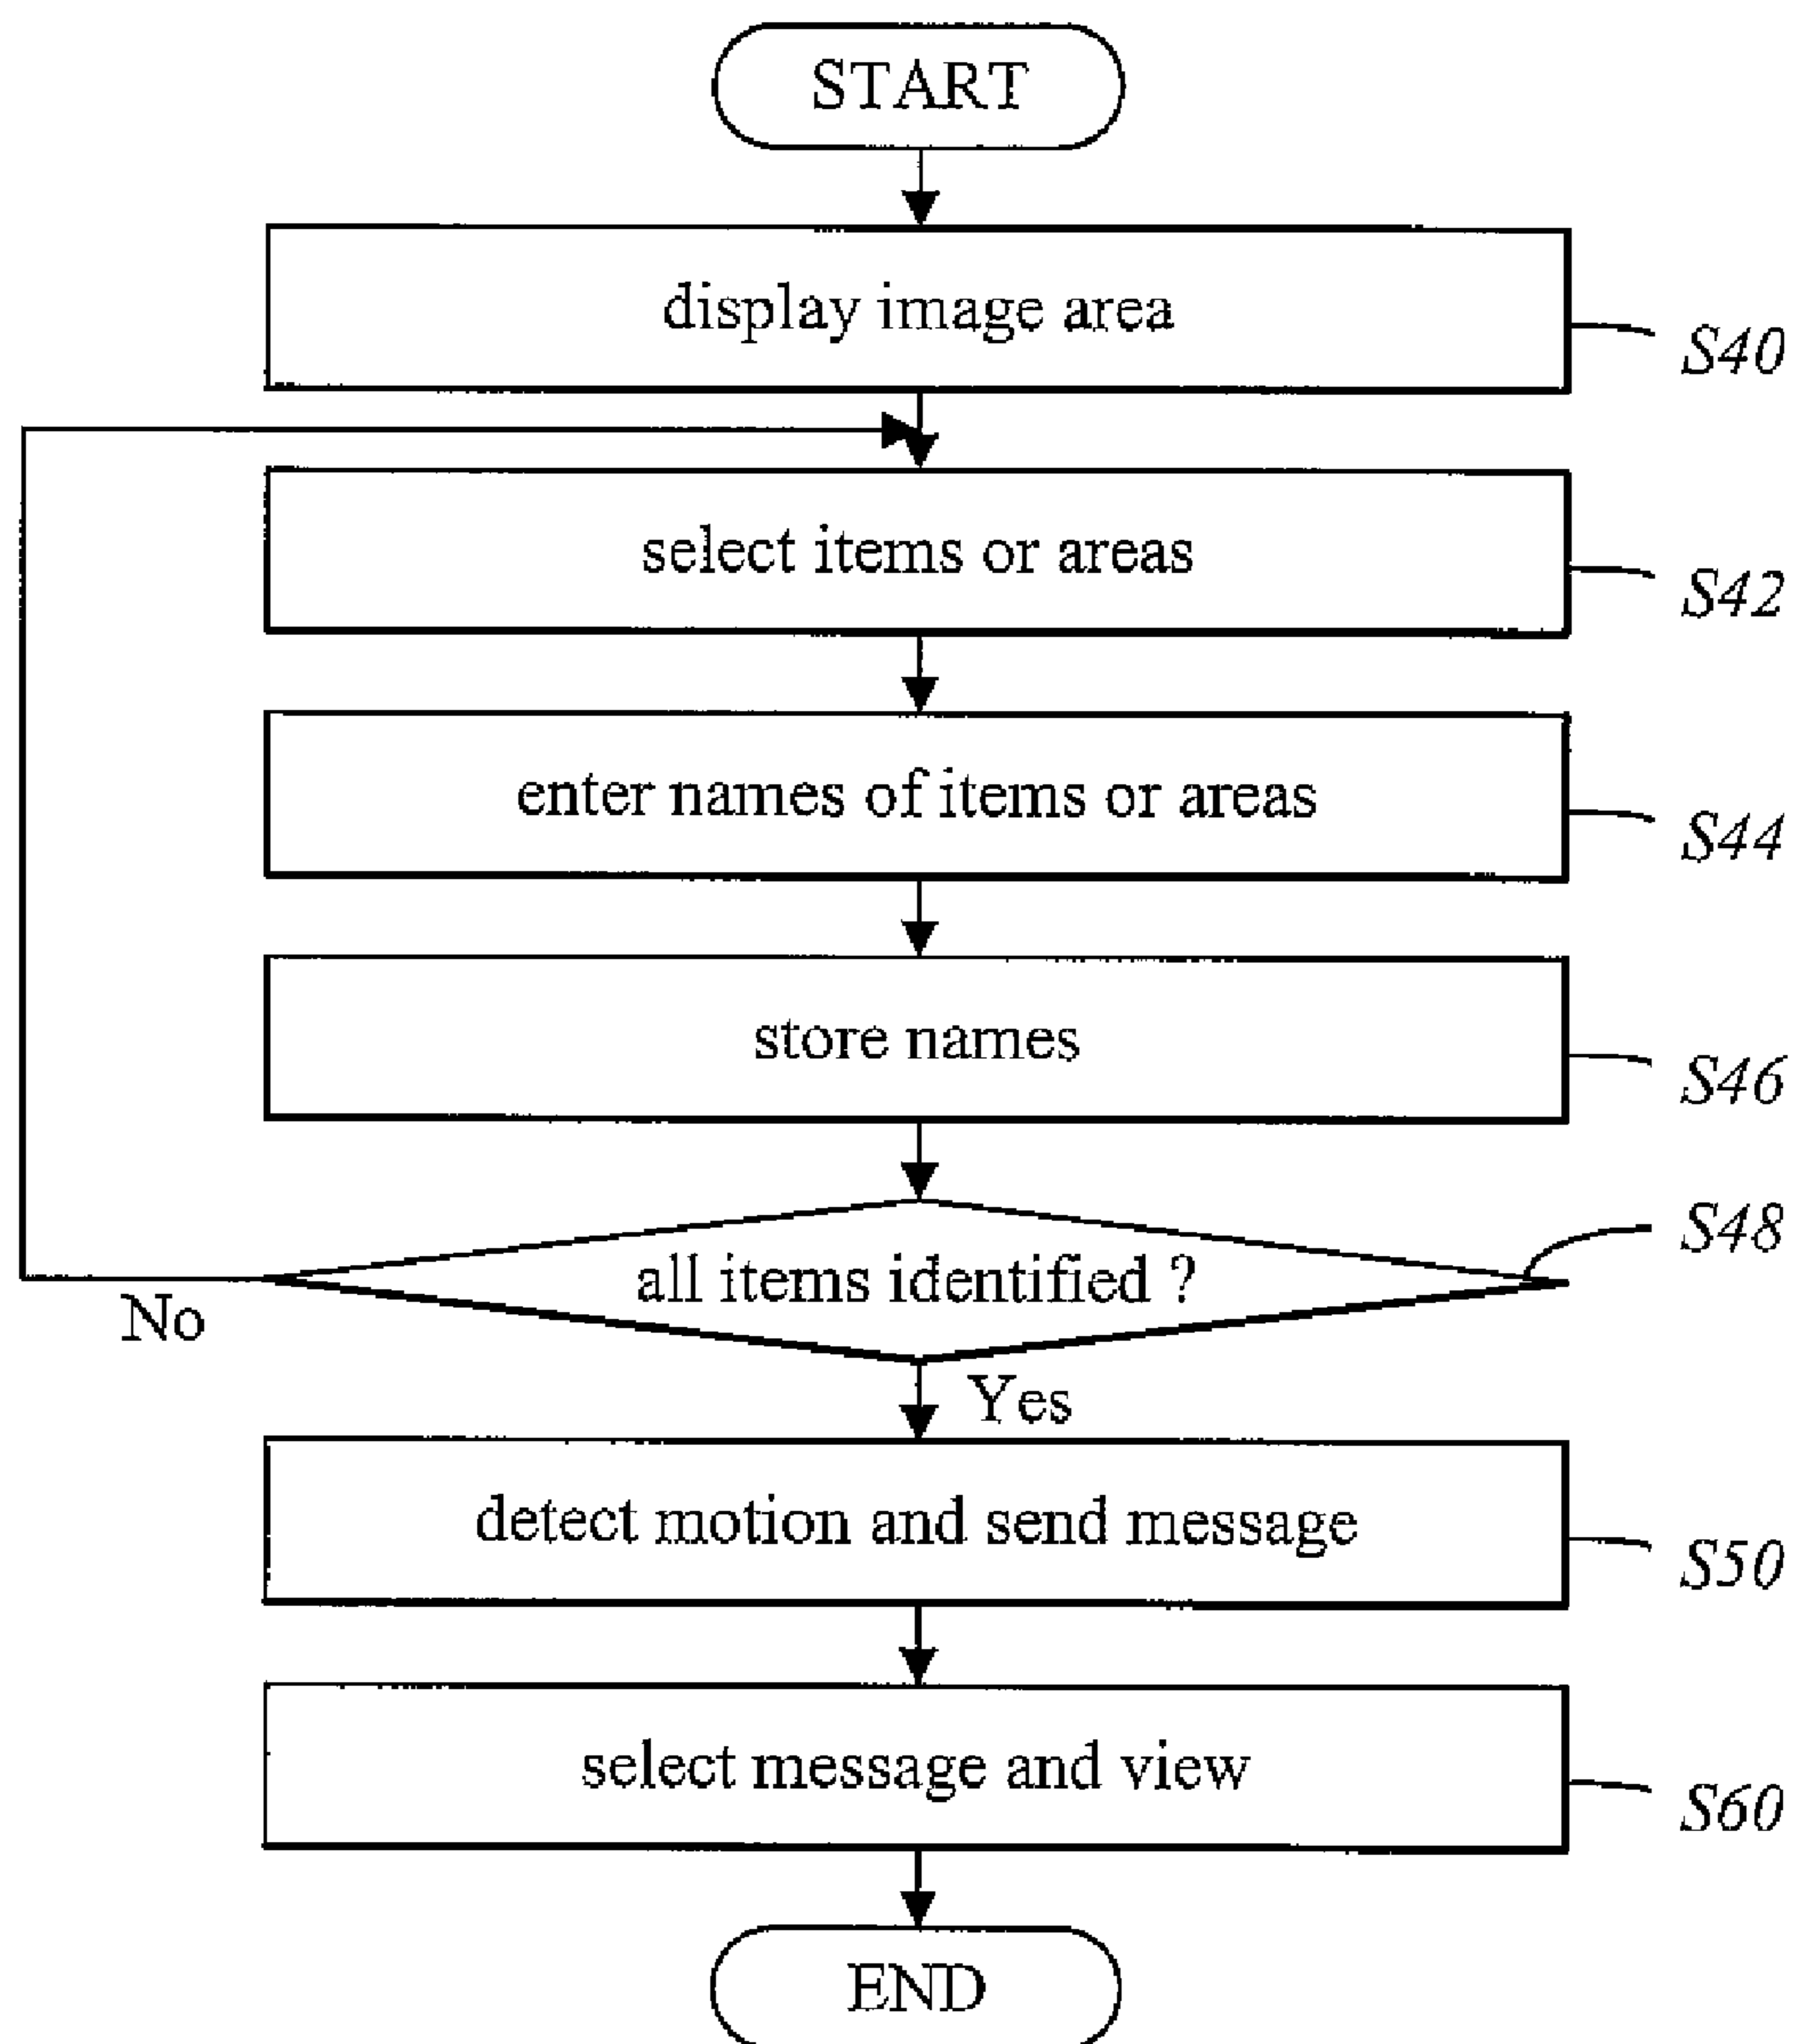 START
display image area
S40
select items or areas
S42
enter names of items or areas
S44
store names
S46
all items identified ?
S48
No
Yes
detect motion and send message
S50
select message and view
S60
END